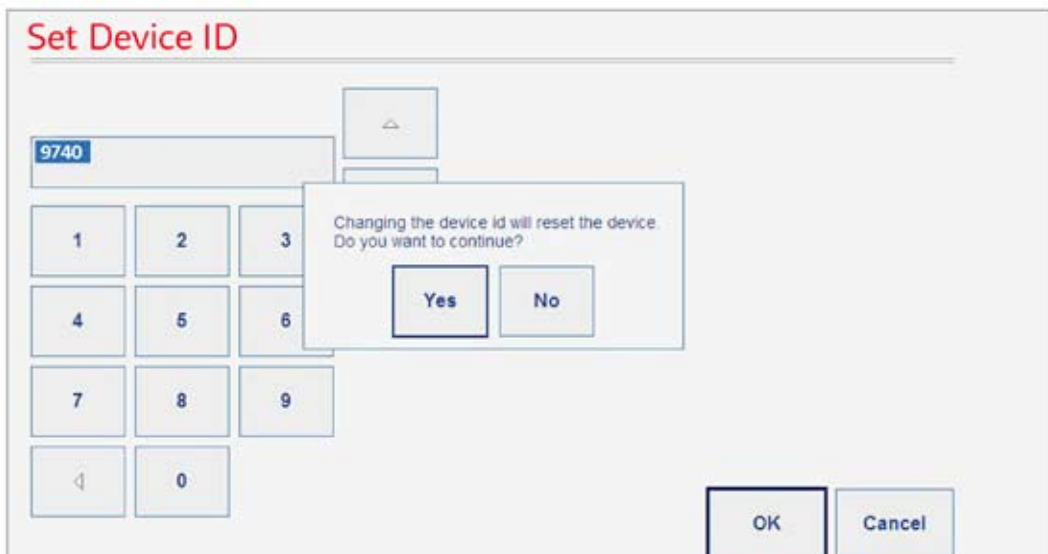 Set Device ID
9740
Changing the device id will reset the device.
Do you want to continue?
Yes No
1 2 3
4 5 6
7 8 9
0
OK Cancel